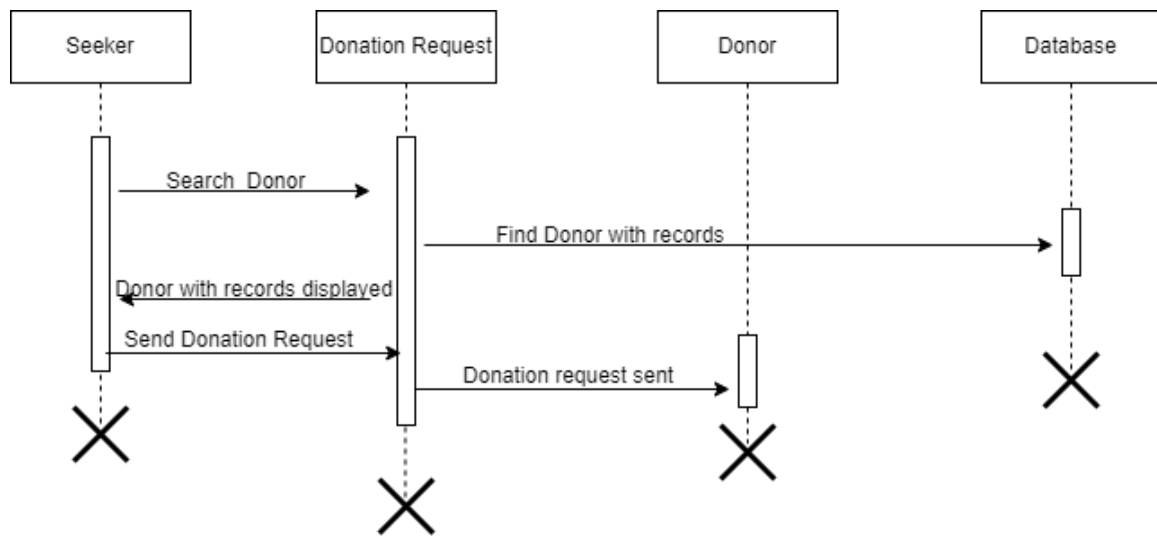 Seeker
Donation Request
Donor
Database
Search Donor
Find Donor with records
Donor with records displayed
Send Donation Request
Donation request sent